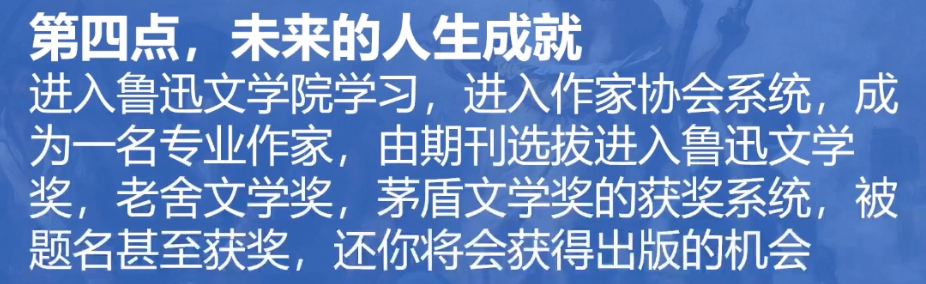 第四点，未来的人生成就
进入鲁迅文学院学习，进入作家协会系统，成
为一名专业作家，由期刊选拔进入鲁迅文学
奖，老舍文学奖，茅盾文学奖的获奖系统，被
题名甚至获奖，还你将会获得出版的机会